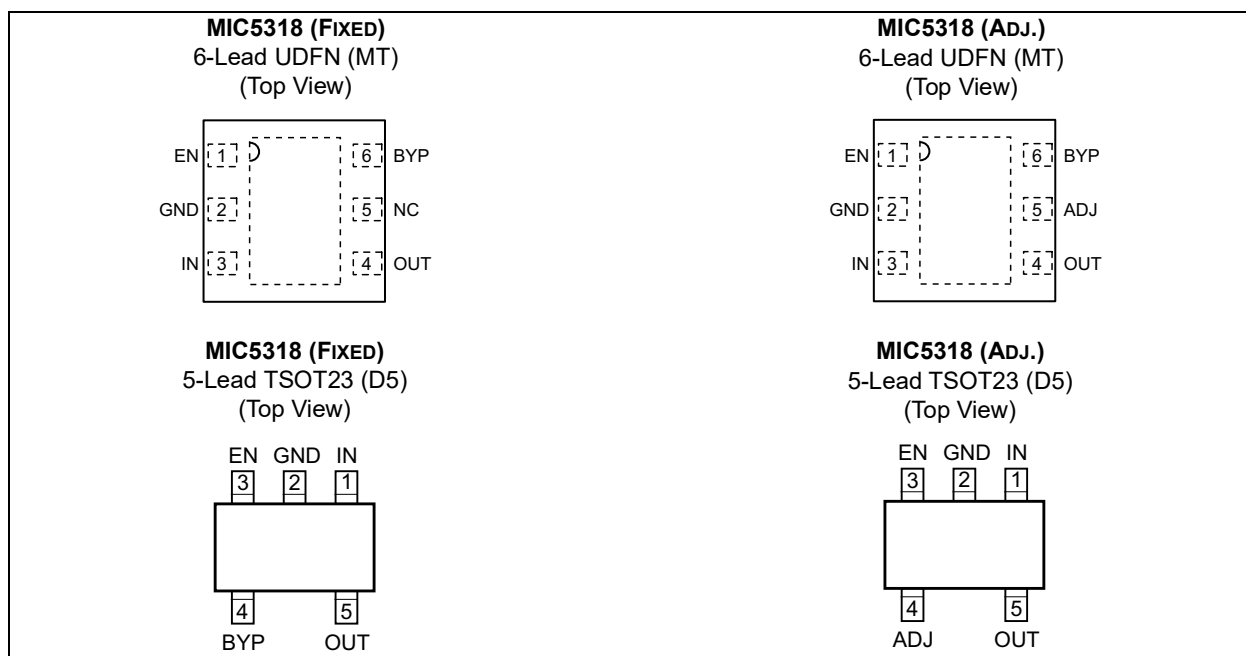 MIC5318 (FIXED)
6-Lead UDFN (MT)
(Top View)
EN 1 6 BYP
GND 2 5 NC
IN 3 4 OUT
MIC5318 (ADJ.)
6-Lead UDFN (MT)
(Top View)
EN 1 6 BYP
GND 2 5 ADJ
IN 3 4 OUT
MIC5318 (FIXED)
5-Lead TSOT23 (D5)
(Top View)
EN GND IN
3 2 1
4 5
BYP OUT
MIC5318 (ADJ.)
5-Lead TSOT23 (D5)
(Top View)
EN GND IN
3 2 1
4 5
ADJ OUT